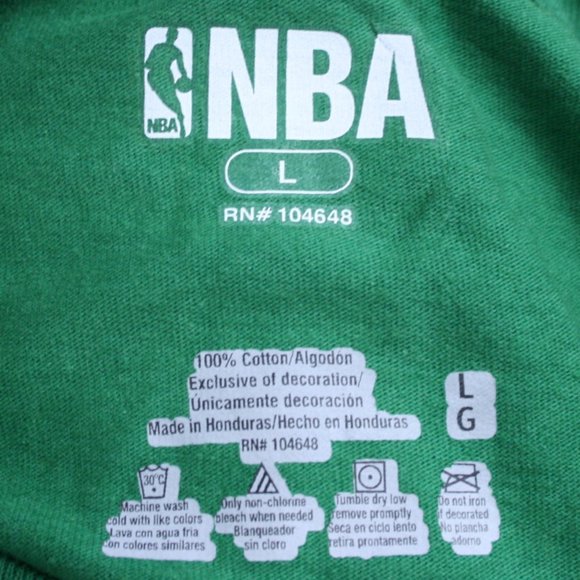 NBA
NBA
L
RN# 104648
100% Cotton/Algodón
Exclusive of decoration/
Únicamente decoración
Made in Honduras/Hecho en Honduras
RN# 104648
L
G
30°C
Machine wash
cold with like colors
Lava con agua fria
con colores similares
Only non-chlorine
bleach when needed
Blanqueador
sin cloro
Tumble dry low
remove promptly
Seca en ciclo lento
retira prontamente
Do not iron
if decorated
No plancha
adorno